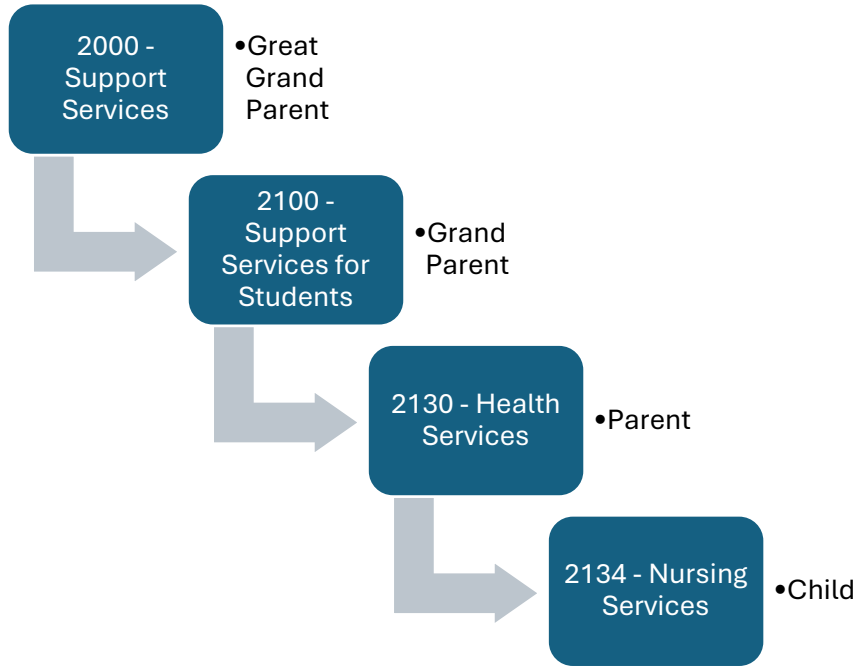 2000 -
Support
Services
•Great
Grand
Parent
2100 -
Support
Services for
Students
•Grand
Parent
2130 - Health
Services
•Parent
2134 - Nursing
Services
•Child